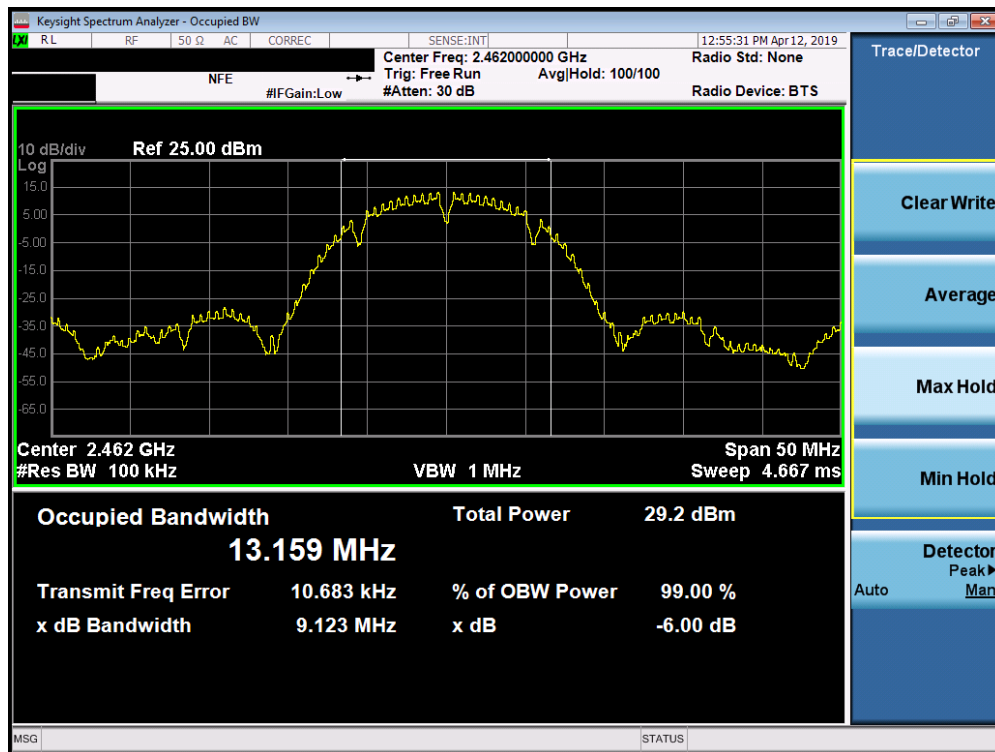 Keysight Spectrum Analyzer - Occupied BW
LXI RL RF 50 Ω AC CORREC SENSE:INT 12:55:31 PM Apr 12, 2019
Center Freq: 2.462000000 GHz Radio Std: None
NFE Trig: Free Run Avg|Hold: 100/100
#IFGain:Low #Atten: 30 dB Radio Device: BTS
Trace/Detector
10 dB/div Ref 25.00 dBm
Log
15.0
5.00
-5.00
-15.0
-25.0
-35.0
-45.0
-55.0
-65.0
Center 2.462 GHz Span 50 MHz
#Res BW 100 kHz VBW 1 MHz Sweep 4.667 ms
Clear Write
Average
Max Hold
Min Hold
Detector
Peak▶
Auto Man
Occupied Bandwidth Total Power 29.2 dBm
13.159 MHz
Transmit Freq Error 10.683 kHz % of OBW Power 99.00 %
x dB Bandwidth 9.123 MHz x dB -6.00 dB
MSG STATUS